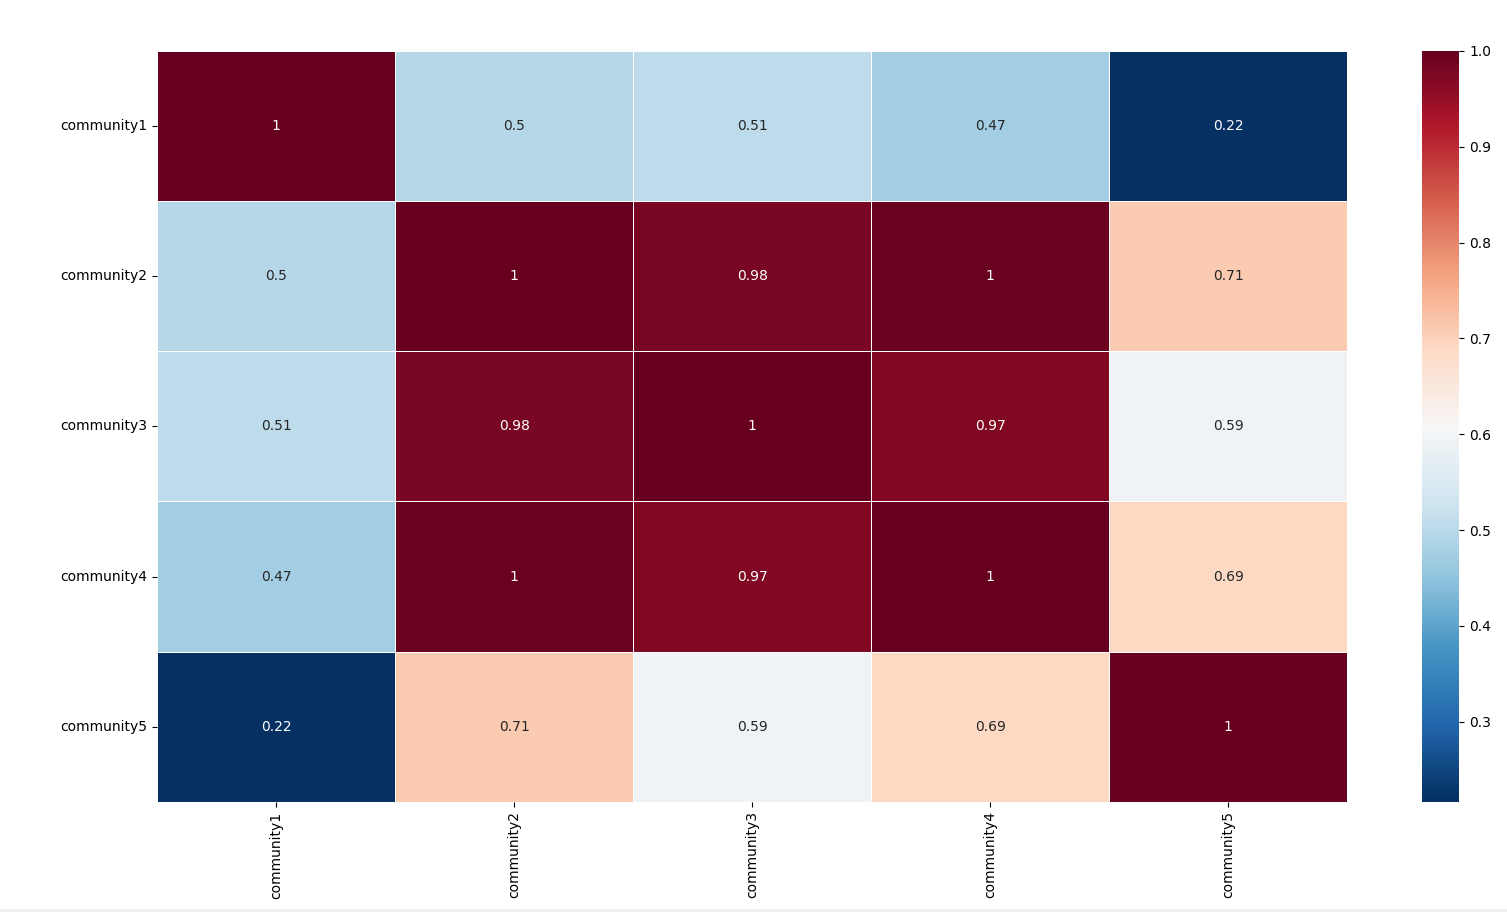 community1 1 0.5 0.51 0.47 0.22
community2 0.5 1 0.98 1 0.71
community3 0.51 0.98 1 0.97 0.59
community4 0.47 1 0.97 1 0.69
community5 0.22 0.71 0.59 0.69 1
community1 community2 community3 community4 community5
1.0
0.9
0.8
0.7
0.6
0.5
0.4
0.3